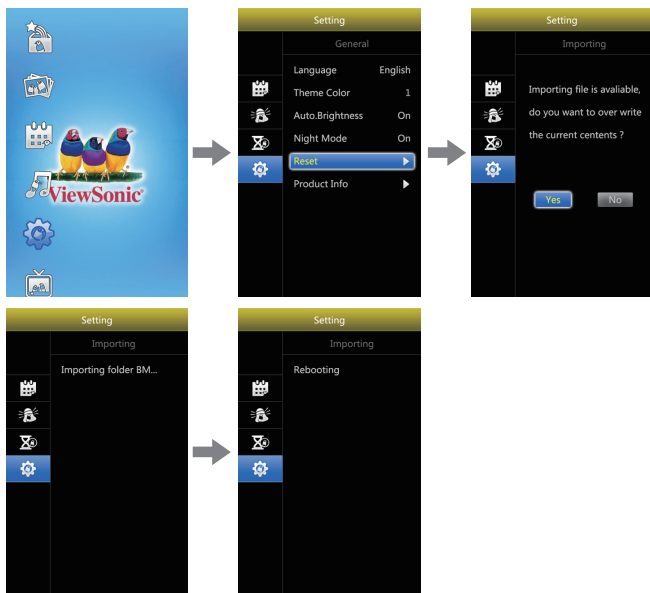 ViewSonic®
Setting
General
Language English
Theme Color 1
Auto.Brightness On
Night Mode On
Reset
Product Info
Setting
Importing
Importing file is avaliable,
do you want to over write
the current centents ?
Yes No
Setting
Importing
Importing folder BM...
Setting
Importing
Rebooting